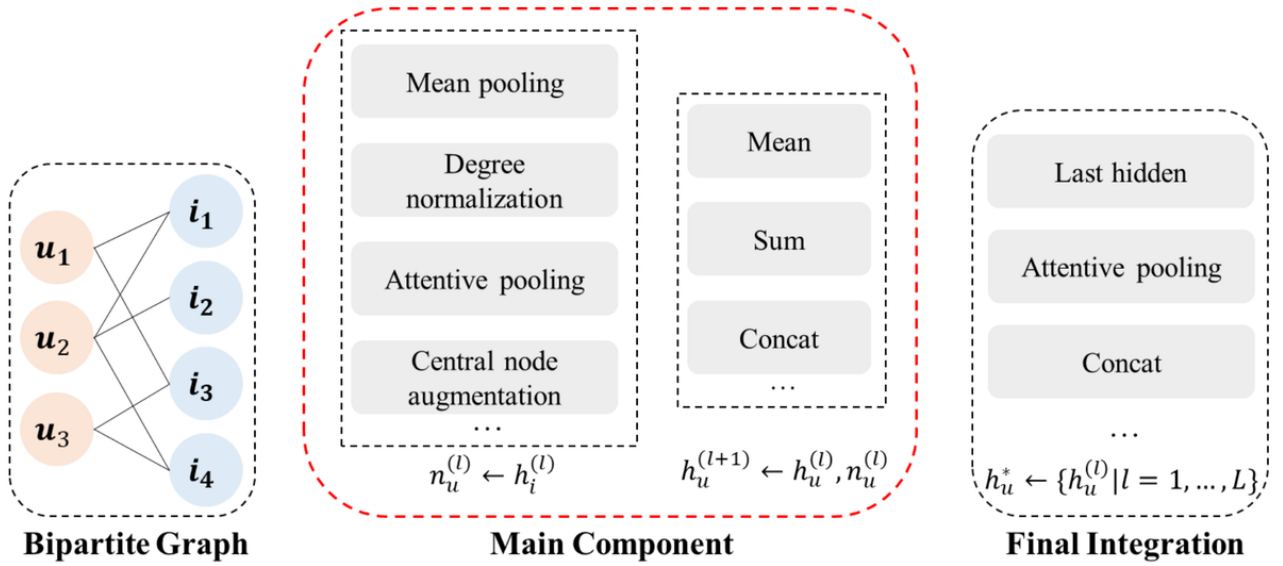 u₁
u₂
u₃
i₁
i₂
i₃
i₄
Bipartite Graph
Mean pooling
Degree
normalization
Attentive pooling
Central node
augmentation
...
n_u^{(l)} ← h_i^{(l)}
Mean
Sum
Concat
...
h_u^{(l+1)} ← h_u^{(l)}, n_u^{(l)}
Main Component
Last hidden
Attentive pooling
Concat
...
h_u^* ← {h_u^{(l)}|l = 1, ..., L}
Final Integration